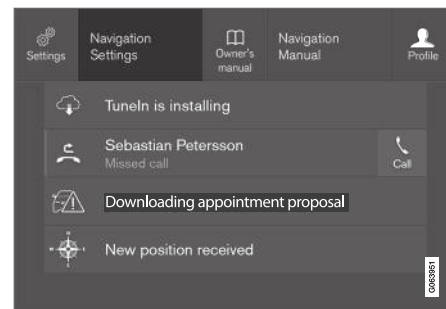 Settings
Navigation
Settings
Owner's
manual
Navigation
Manual
Profile
TuneIn is installing
Sebastian Petersson
Missed call
Call
Downloading appointment proposal
New position received
G063951